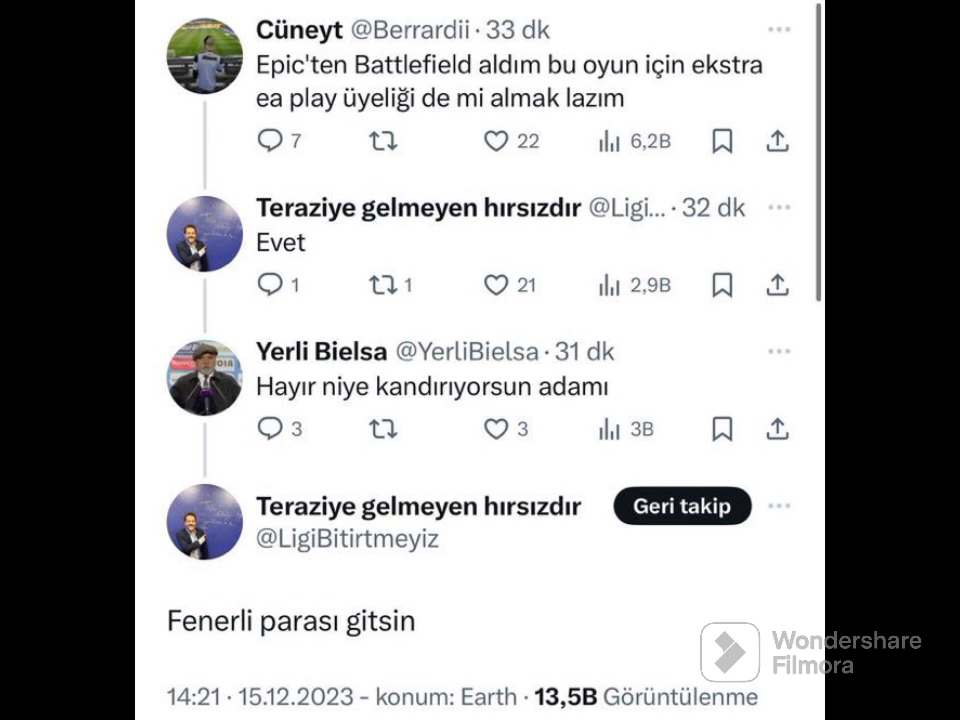 Cüneyt @Berrardii · 33 dk
Epic'ten Battlefield aldım bu oyun için ekstra
ea play üyeliği de mi almak lazım
7 22 6,2B
Teraziye gelmeyen hırsızdır @Ligi... · 32 dk
Evet
1 1 21 2,9B
Yerli Bielsa @YerliBielsa · 31 dk
Hayır niye kandırıyorsun adamı
3 3 3B
Teraziye gelmeyen hırsızdır
Geri takip
@LigiBitirtmeyiz
Fenerli parası gitsin
Wondershare
Filmora
14:21 · 15.12.2023 - konum: Earth · 13,5B Görüntülenme